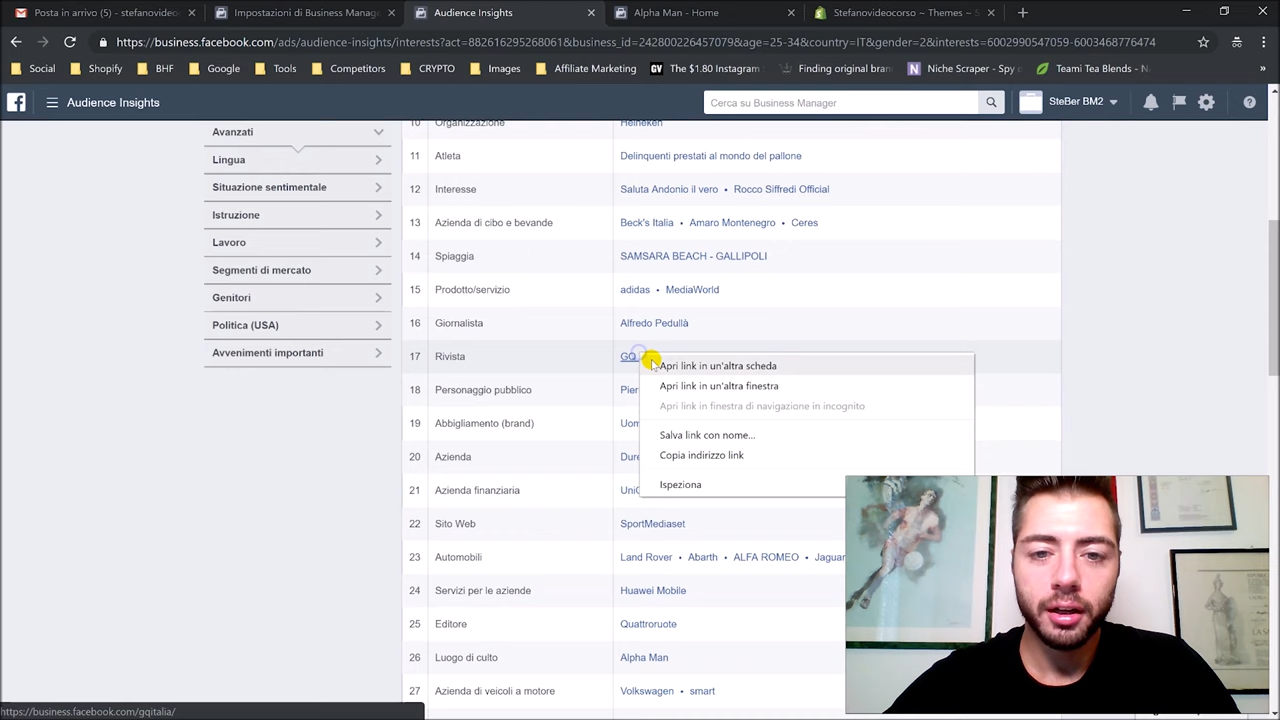 Posta in arrivo (5) - stefanovideoc
Impostazioni di Business Manag
Audience Insights
Alpha Man - Home
Stefanovideocorso ~ Themes ~ S
https://business.facebook.com/ads/audience-insights/interests?act=882616295268061&business_id=242800226457079&age=25-34&country=IT&gender=2&interests=6002990547059-6003468776474
Social
Shopify
BHF
Google
Tools
Competitors
CRYPTO
Images
Affiliate Marketing
GV
The $1.80 Instagram
Finding original bran
N
Niche Scraper - Spy o
Teami Tea Blends - N
Audience Insights
Cerca su Business Manager
SteBer BM2
Avanzati
Lingua
Situazione sentimentale
Istruzione
Lavoro
Segmenti di mercato
Genitori
Politica (USA)
Avvenimenti importanti
10 Organizzazione Heineken
11 Atleta Delinquenti prestati al mondo del pallone
12 Interesse Saluta Andonio il vero • Rocco Siffredi Official
13 Azienda di cibo e bevande Beck's Italia • Amaro Montenegro • Ceres
14 Spiaggia SAMSARA BEACH - GALLIPOLI
15 Prodotto/servizio adidas • MediaWorld
16 Giornalista Alfredo Pedullà
17 Rivista GQ
18 Personaggio pubblico Pier
19 Abbigliamento (brand) Uom
20 Azienda Dure
21 Azienda finanziaria UniC
22 Sito Web SportMediaset
23 Automobili Land Rover • Abarth • ALFA ROMEO • Jaguar
24 Servizi per le aziende Huawei Mobile
25 Editore Quattroruote
26 Luogo di culto Alpha Man
27 Azienda di veicoli a motore Volkswagen • smart
Apri link in un'altra scheda
Apri link in un'altra finestra
Apri link in finestra di navigazione in incognito
Salva link con nome...
Copia indirizzo link
Ispeziona
https://business.facebook.com/gqitalia/